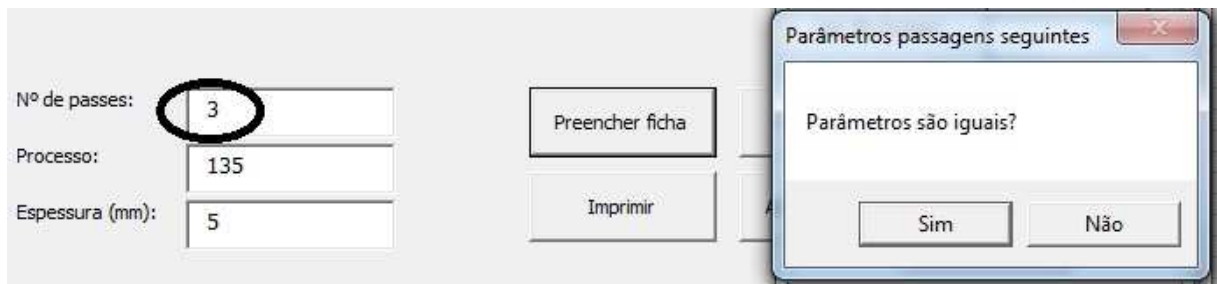 Nº de passes:
3
Processo:
135
Espessura (mm):
5
Preencher ficha
Imprimir
Parâmetros passagens seguintes
Parâmetros são iguais?
Sim
Não